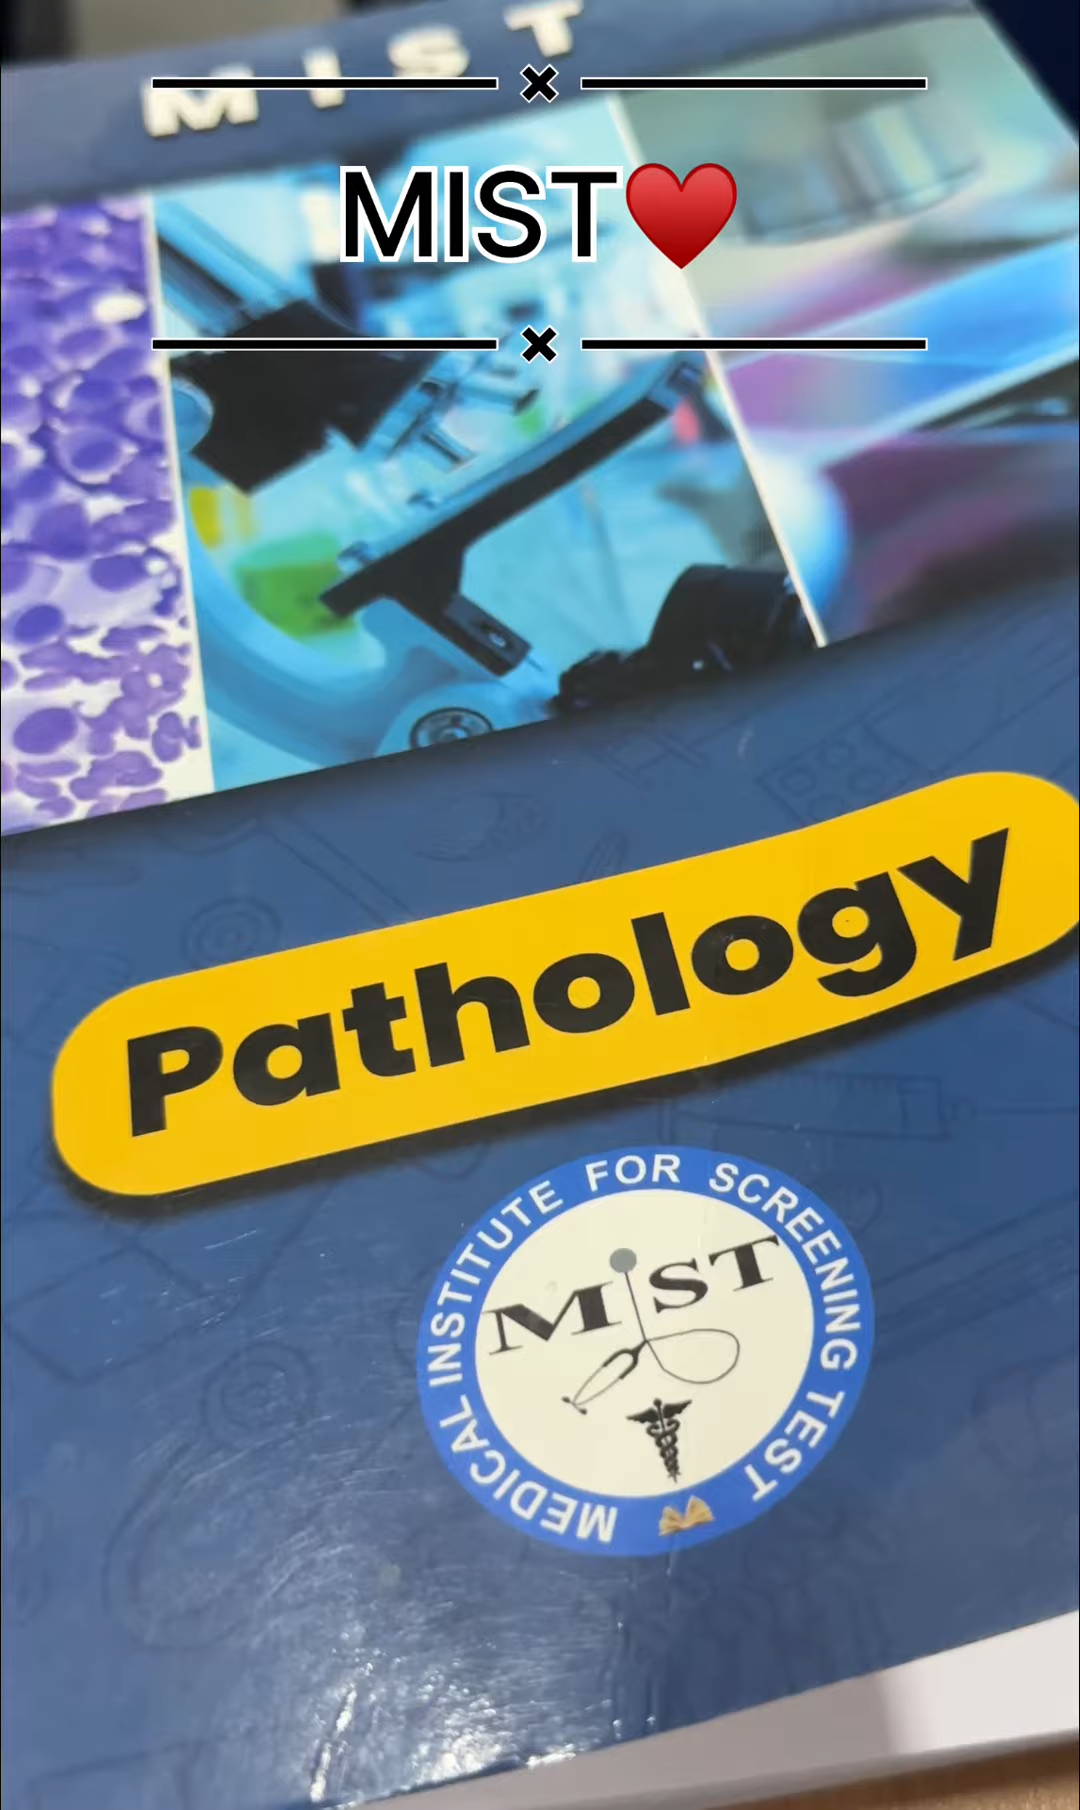 MIST
MIST♥️
Pathology
MEDICAL INSTITUTE FOR SCREENING TEST
MIST